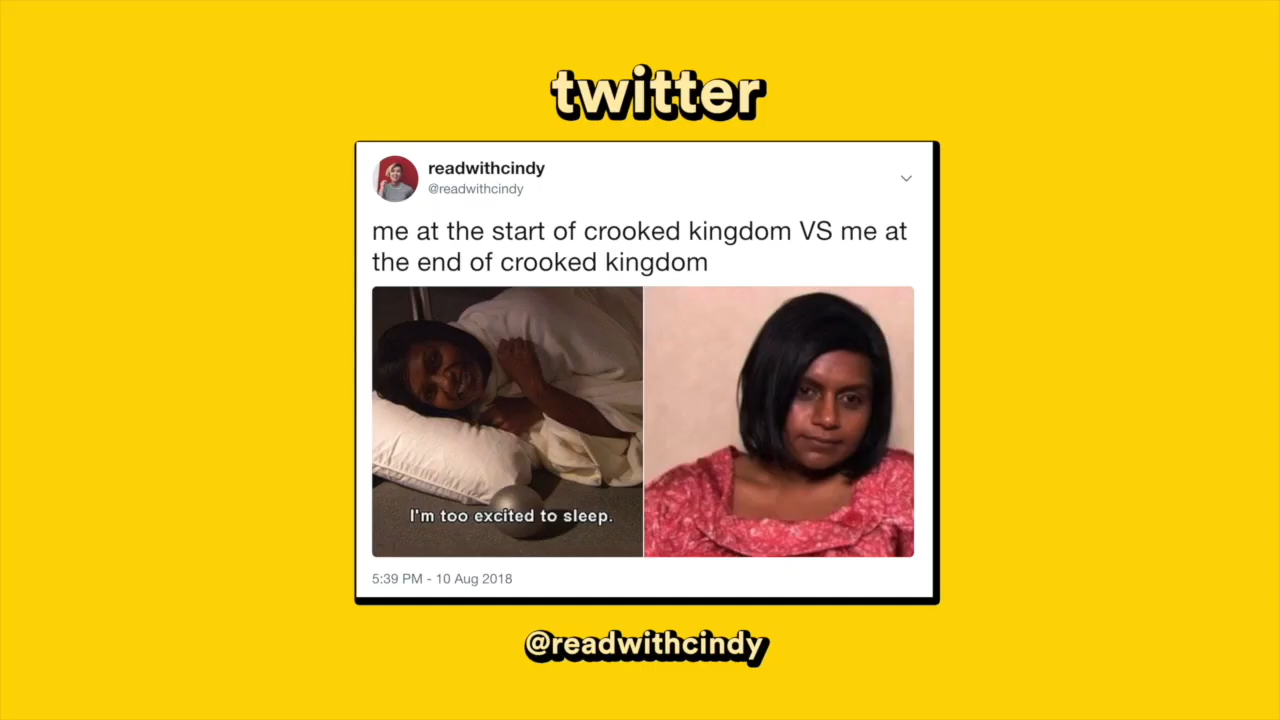 twitter
readwithcindy
@readwithcindy
me at the start of crooked kingdom VS me at
the end of crooked kingdom
I'm too excited to sleep.
5:39 PM - 10 Aug 2018
@readwithcindy